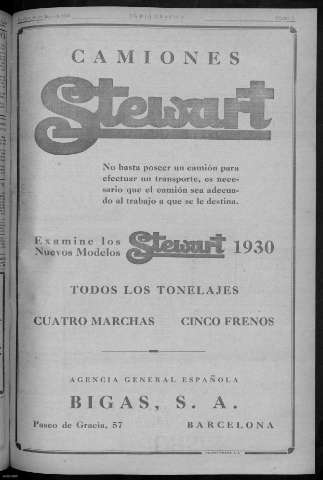 CAMIONES
Stewart
No basta poseer un camión para
efectuar un transporte, es nece-
sario que el camión sea adecua-
do al trabajo a que se le destina.
Examine los
Nuevos Modelos Stewart 1930
TODOS LOS TONELAJES
CUATRO MARCHAS CINCO FRENOS
AGENCIA GENERAL ESPAÑOLA
BIGAS, S. A.
Paseo de Gracia, 57 BARCELONA